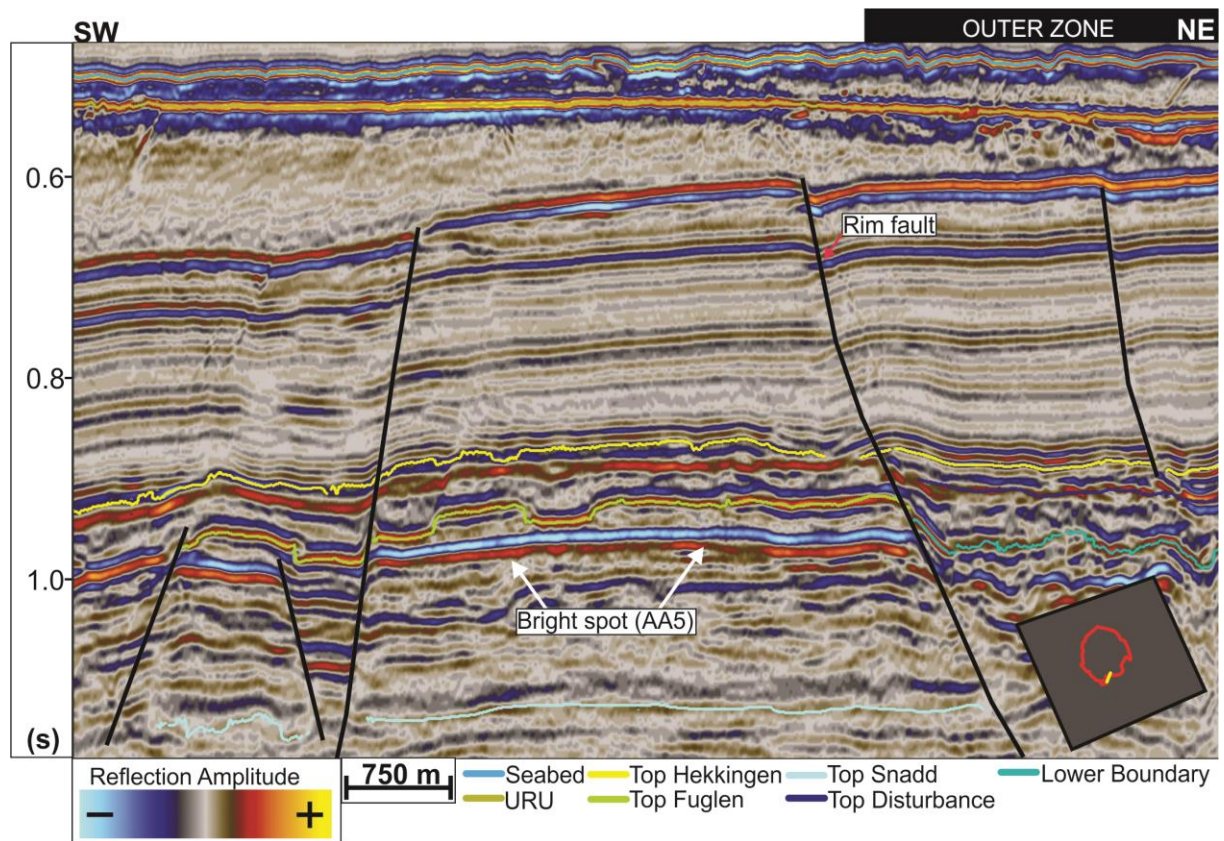 SW
OUTER ZONE NE
0.6
Rim fault
0.8
1.0
Bright spot (AA5)
(s)
Reflection Amplitude
− +
750 m
Seabed Top Hekkingen Top Snadd Lower Boundary
URU Top Fuglen Top Disturbance